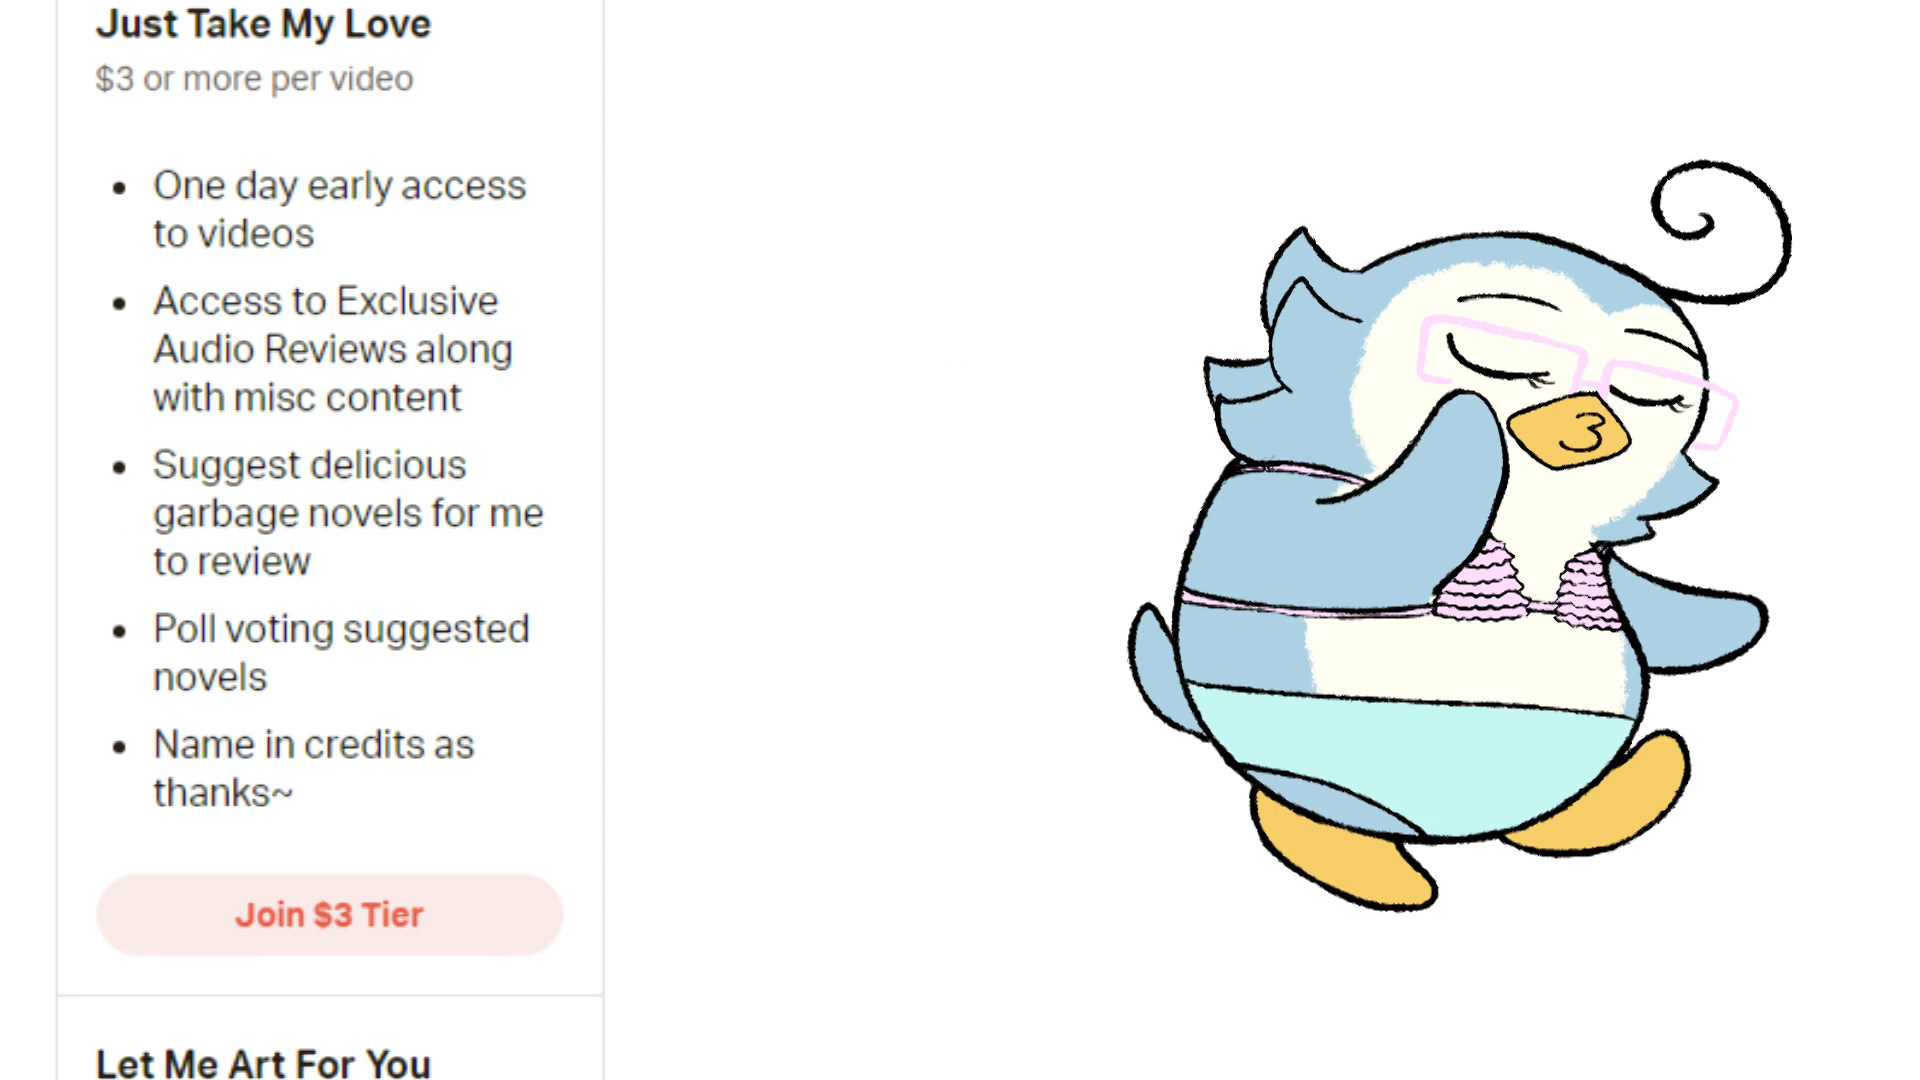 Just Take My Love
$3 or more per video
• One day early access
to videos
• Access to Exclusive
Audio Reviews along
with misc content
• Suggest delicious
garbage novels for me
to review
• Poll voting suggested
novels
• Name in credits as
thanks~
Join $3 Tier
Let Me Art For You